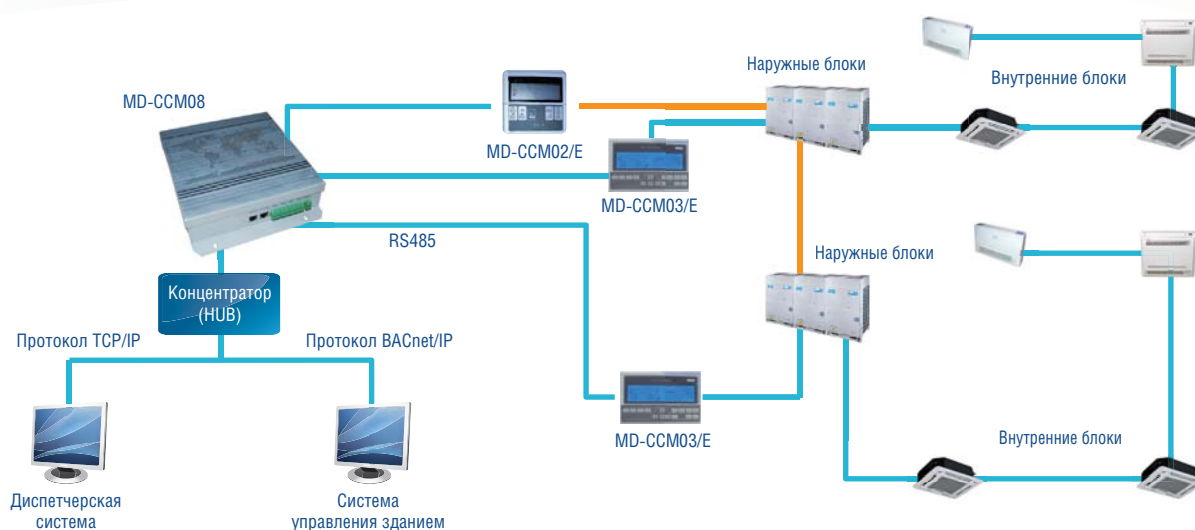 Наружные блоки
Внутренние блоки
MD-CCM08
MD-CCM02/E
MD-CCM03/E
RS485
Наружные блоки
Концентратор
(HUB)
Протокол TCP/IP
Протокол BACnet/IP
MD-CCM03/E
Внутренние блоки
Диспетчерская
система
Система
управления зданием